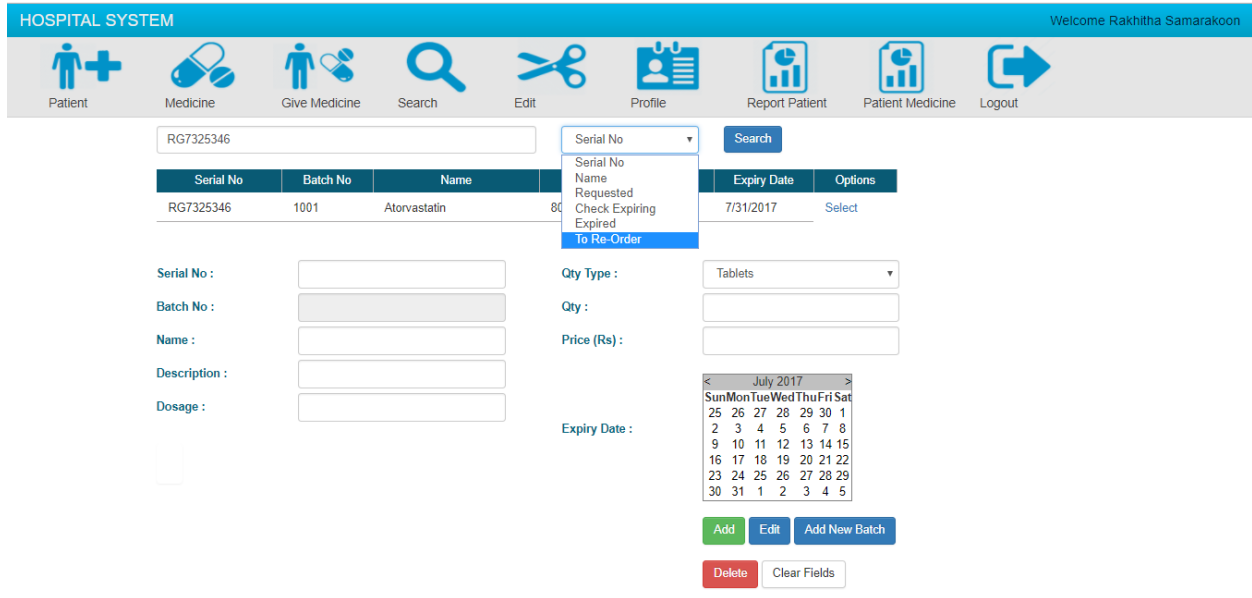 HOSPITAL SYSTEM Welcome Rakhitha Samarakoon
Patient Medicine Give Medicine Search Edit Profile Report Patient Patient Medicine Logout
RG7325346 Serial No Search
Serial No
Name
Requested
Check Expiring
Expired
To Re-Order
Serial No Batch No Name Expiry Date Options
RG7325346 1001 Atorvastatin 80 7/31/2017 Select
Serial No : Qty Type : Tablets
Batch No : Qty :
Name : Price (Rs) :
Description :
Dosage :
Expiry Date :
< July 2017 >
Sun Mon Tue Wed Thu Fri Sat
25 26 27 28 29 30 1
2 3 4 5 6 7 8
9 10 11 12 13 14 15
16 17 18 19 20 21 22
23 24 25 26 27 28 29
30 31 1 2 3 4 5
Add Edit Add New Batch
Delete Clear Fields